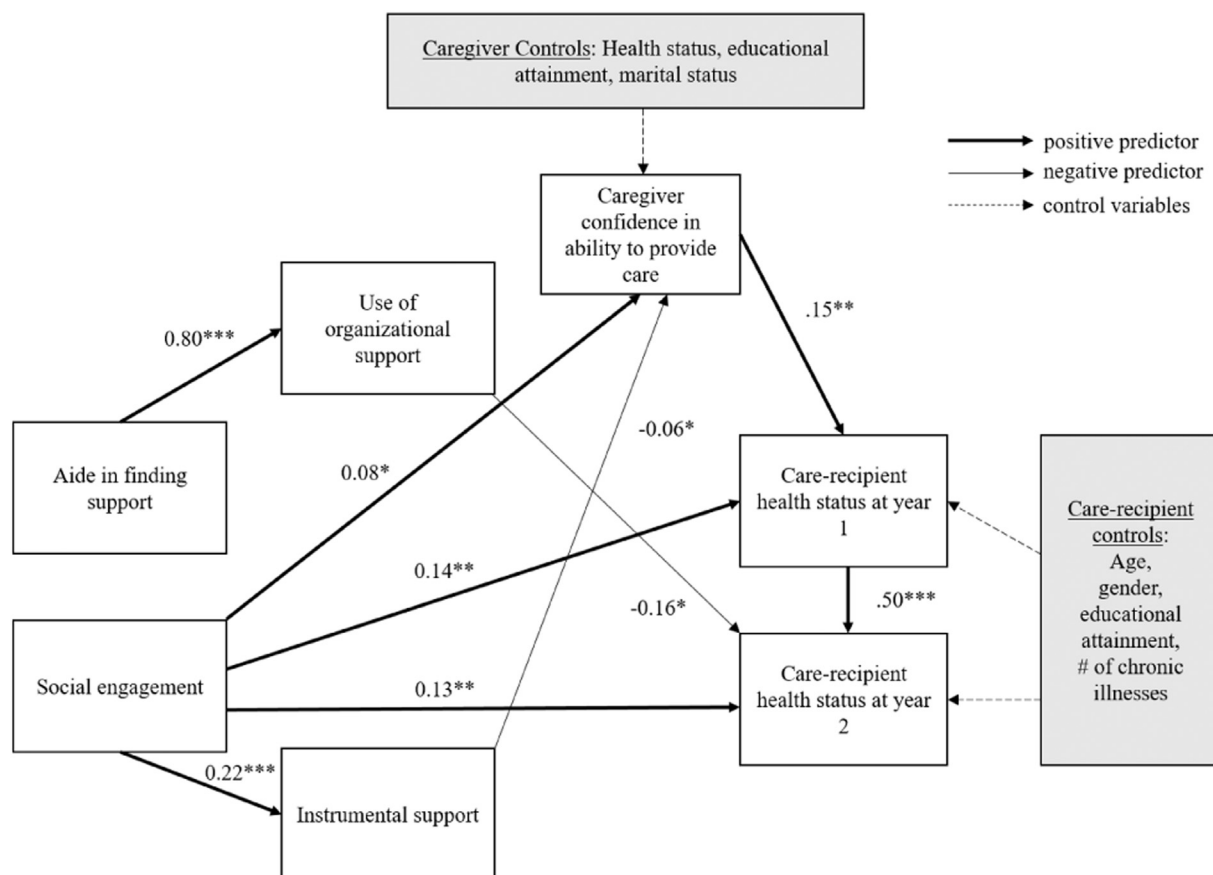 Caregiver Controls: Health status, educational
attainment, marital status
positive predictor
negative predictor
control variables
Caregiver
confidence in
ability to provide
care
Use of
organizational
support
0.80***
.15**
Aide in finding
support
0.08*
-0.06*
Care-recipient
health status at year
1
Care-recipient
controls:
Age,
gender,
educational
attainment,
# of chronic
illnesses
0.14**
-0.16*
.50***
Social engagement
0.13**
Care-recipient
health status at year
2
0.22***
Instrumental support